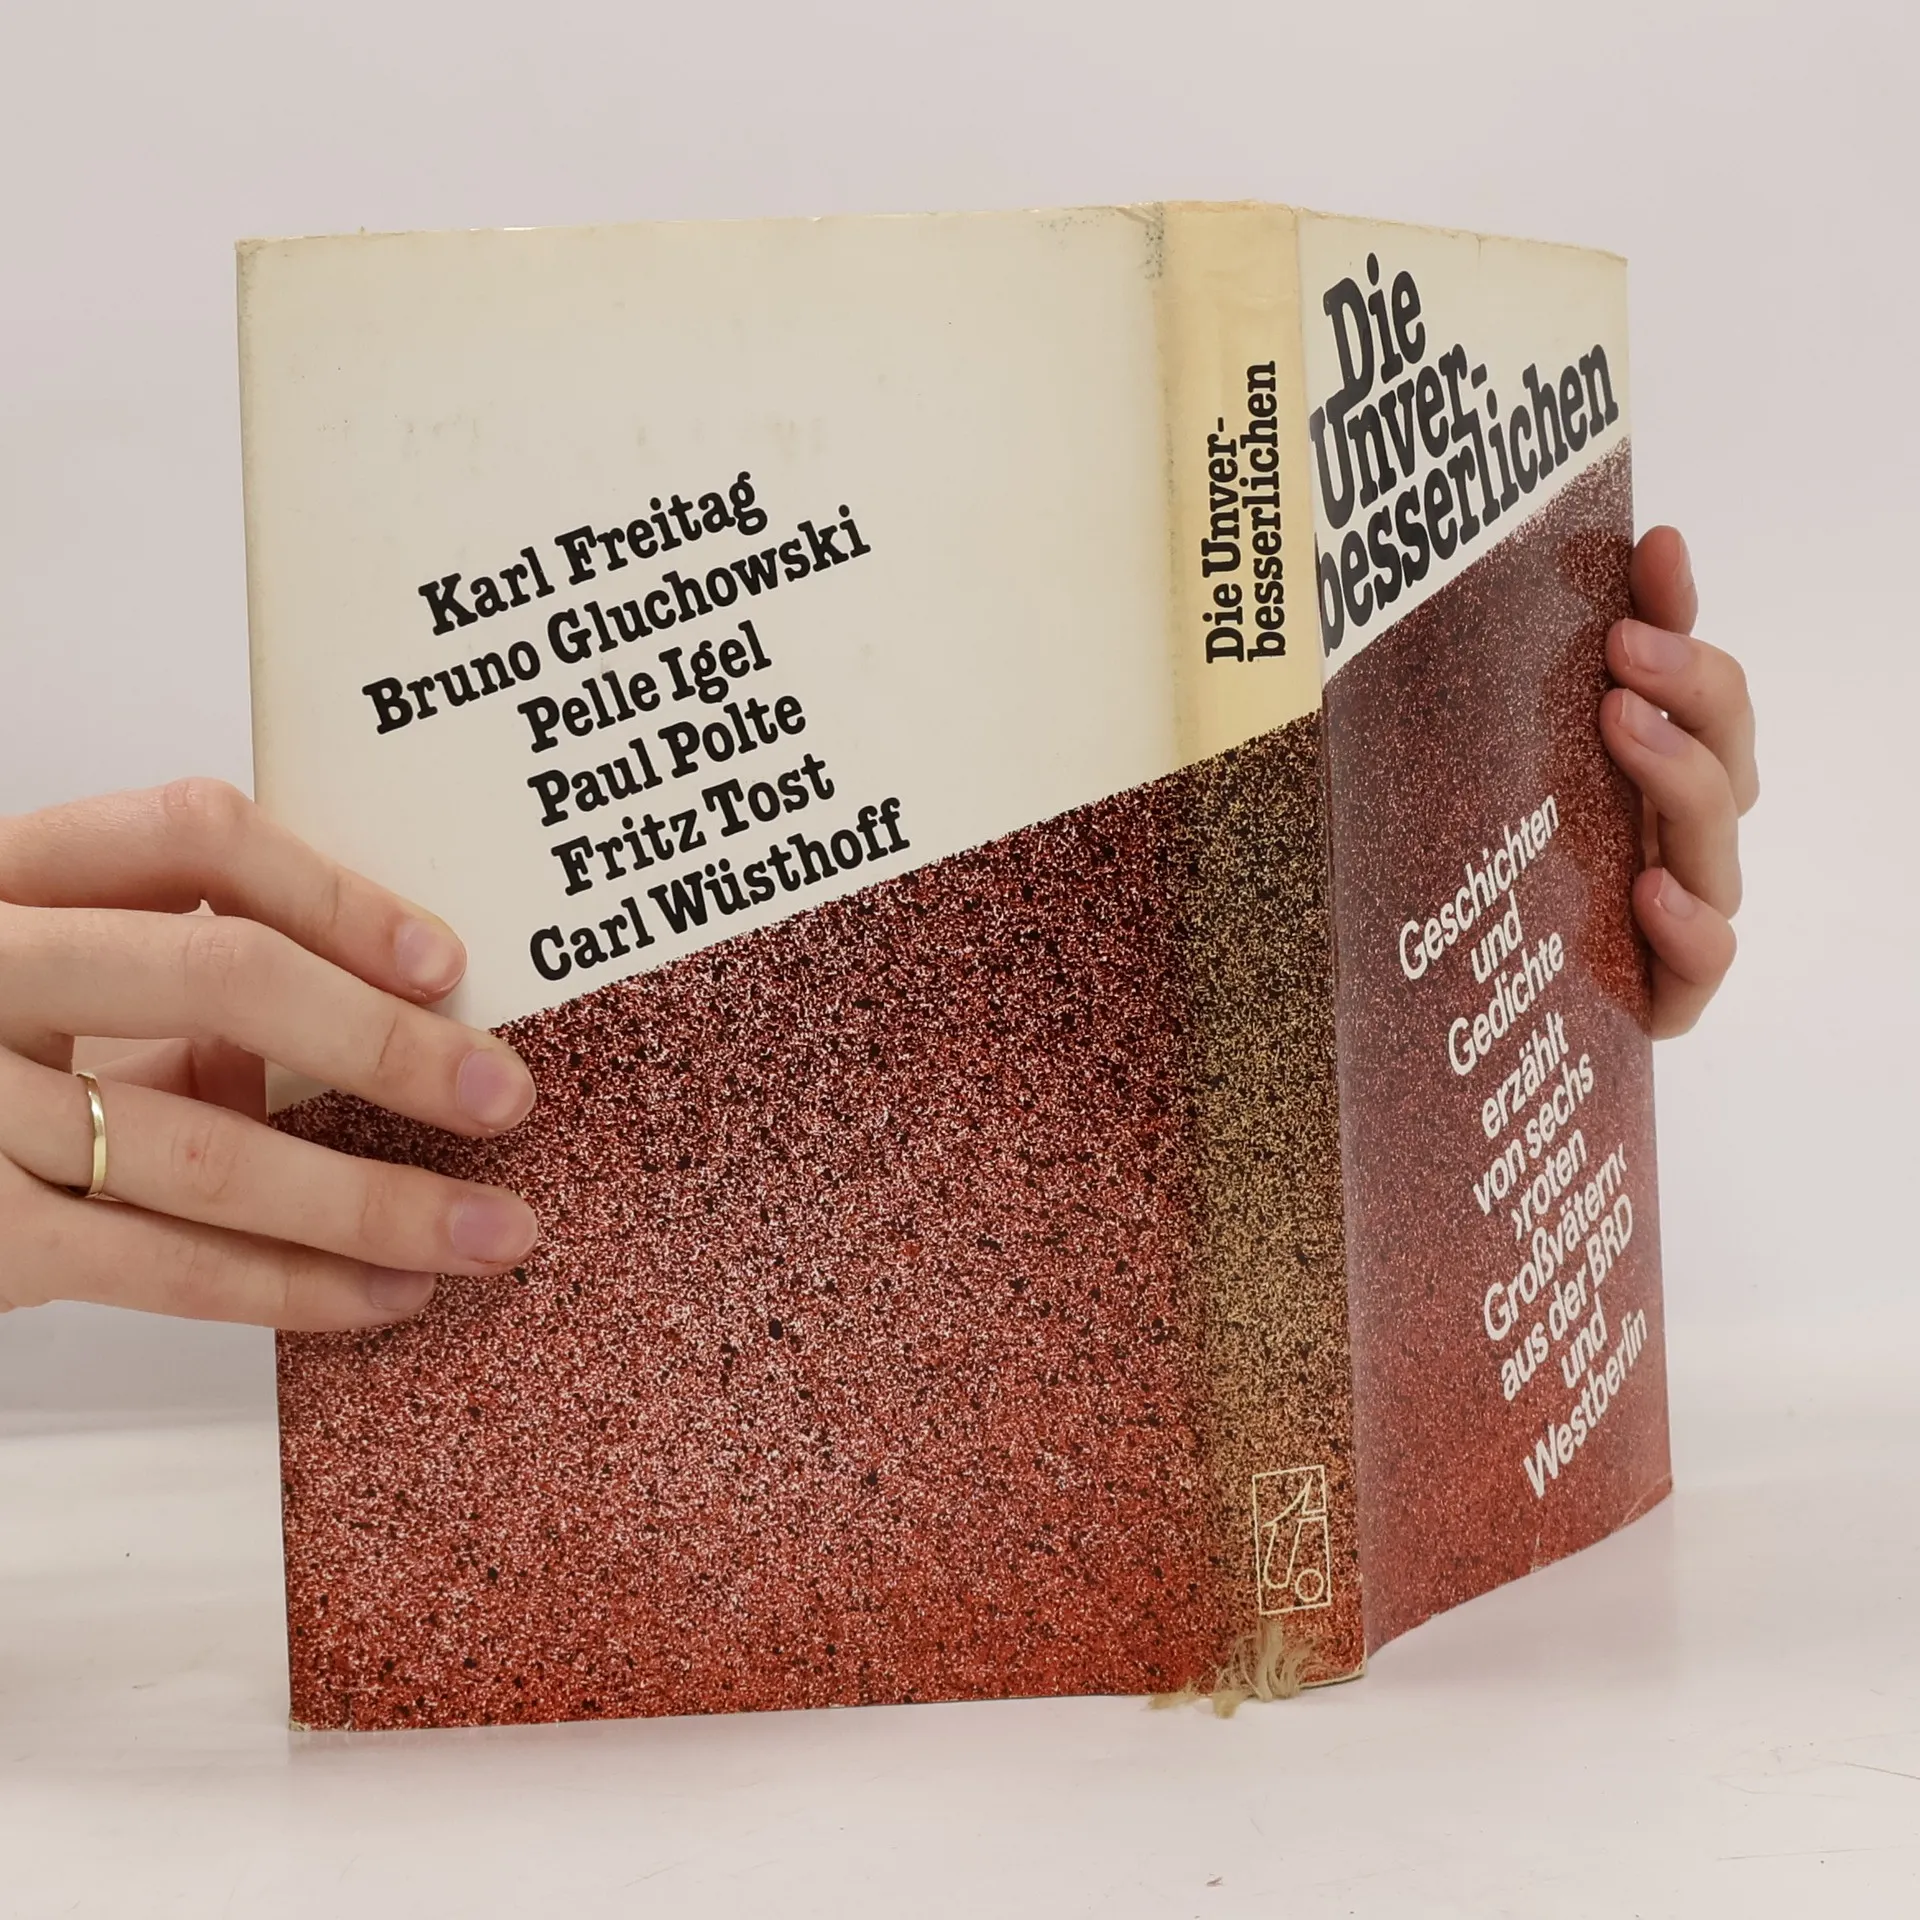 Karl Freitag
Bruno Gluchowski
Pelle Igel
Paul Polte
Fritz Tost
Carl Wüsthoff
Die Unver-
besserlichen
Die
Unver-
besserlichen
Geschichten
und
Gedichte
erzählt
von sechs
›roten
Großvätern‹
aus der BRD
und
Westberlin